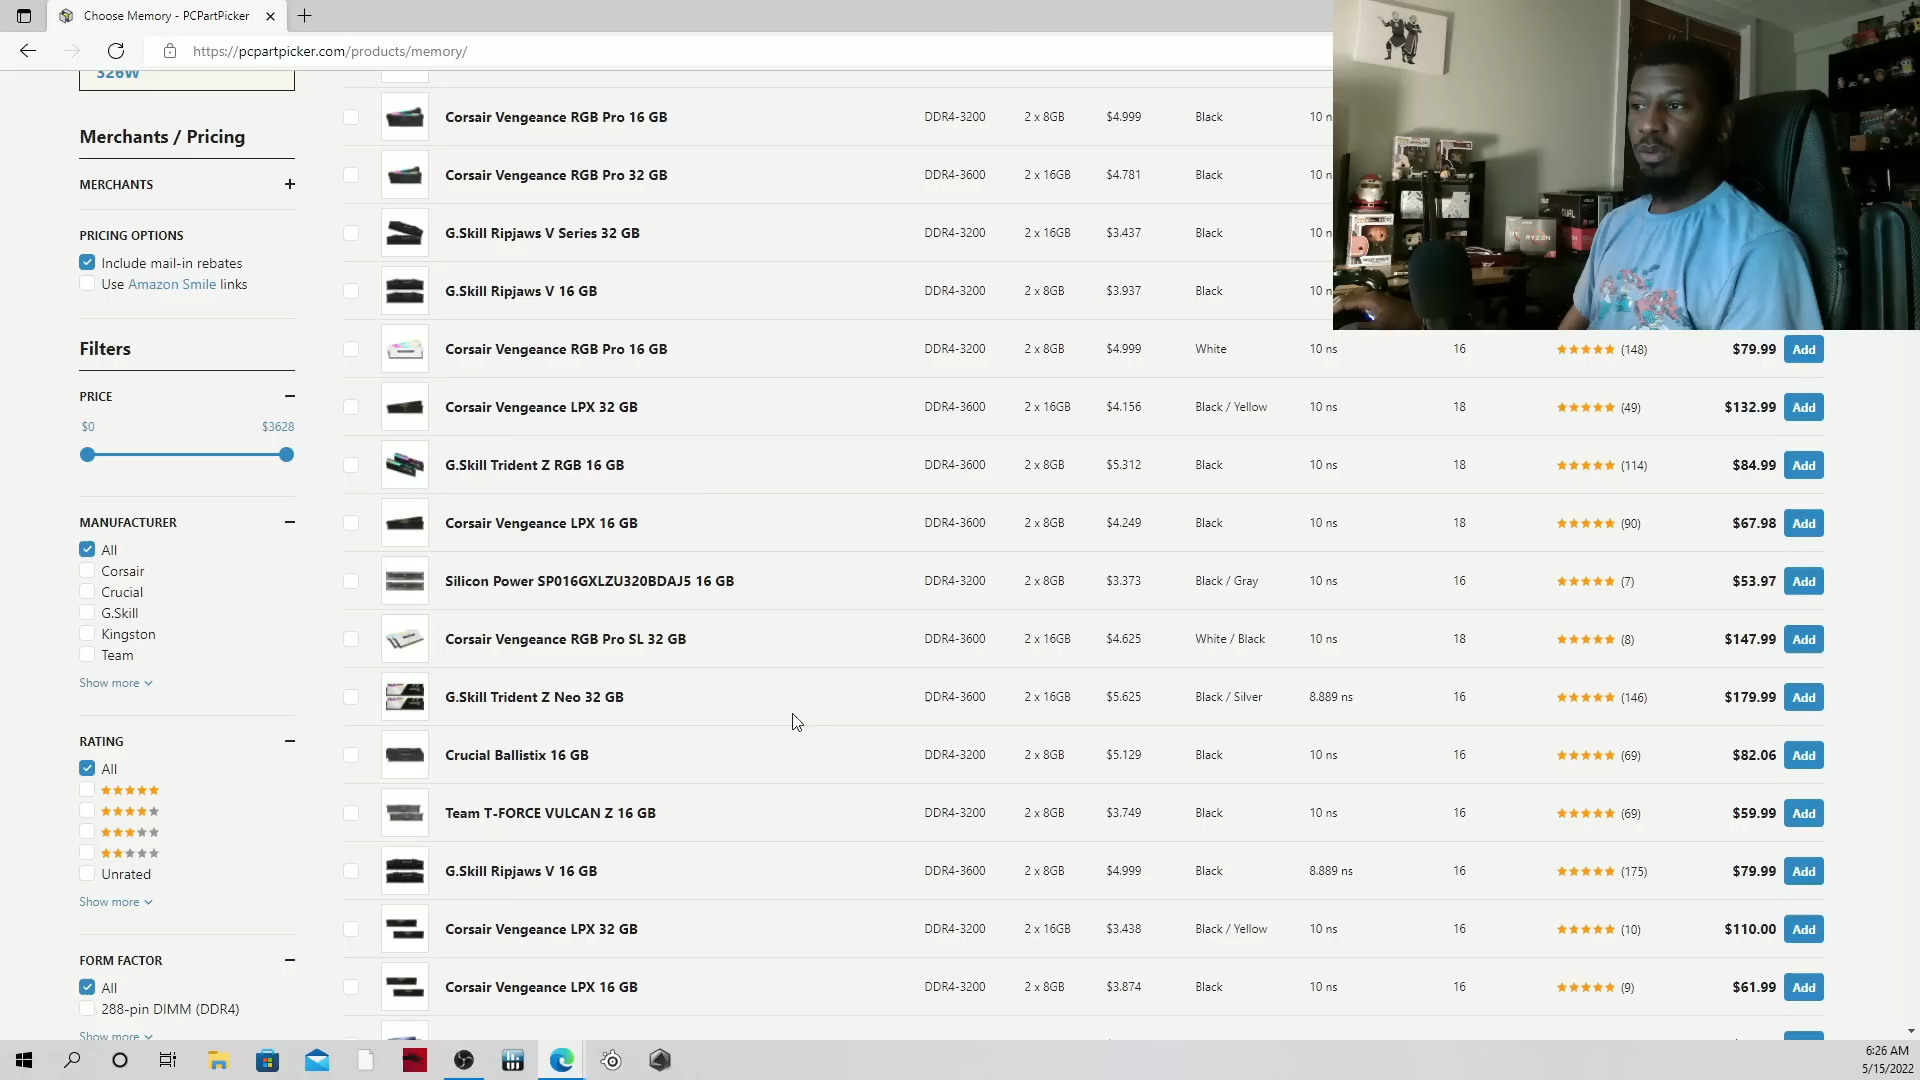 Choose Memory - PCPartPicker
https://pcpartpicker.com/products/memory/
326W
Merchants / Pricing
MERCHANTS
PRICING OPTIONS
Include mail-in rebates
Use Amazon Smile links
Filters
PRICE
$0 $3628
MANUFACTURER
All
Corsair
Crucial
G.Skill
Kingston
Team
Show more
RATING
All
Unrated
Show more
FORM FACTOR
All
288-pin DIMM (DDR4)
Show more
Corsair Vengeance RGB Pro 16 GB DDR4-3200 2 x 8GB $4.999 Black 10 n
Corsair Vengeance RGB Pro 32 GB DDR4-3600 2 x 16GB $4.781 Black 10 n
G.Skill Ripjaws V Series 32 GB DDR4-3200 2 x 16GB $3.437 Black 10 n
G.Skill Ripjaws V 16 GB DDR4-3200 2 x 8GB $3.937 Black 10 n
Corsair Vengeance RGB Pro 16 GB DDR4-3200 2 x 8GB $4.999 White 10 ns 16 (148) $79.99 Add
Corsair Vengeance LPX 32 GB DDR4-3600 2 x 16GB $4.156 Black / Yellow 10 ns 18 (49) $132.99 Add
G.Skill Trident Z RGB 16 GB DDR4-3600 2 x 8GB $5.312 Black 10 ns 18 (114) $84.99 Add
Corsair Vengeance LPX 16 GB DDR4-3600 2 x 8GB $4.249 Black 10 ns 18 (90) $67.98 Add
Silicon Power SP016GXLZU320BDAJ5 16 GB DDR4-3200 2 x 8GB $3.373 Black / Gray 10 ns 16 (7) $53.97 Add
Corsair Vengeance RGB Pro SL 32 GB DDR4-3600 2 x 16GB $4.625 White / Black 10 ns 18 (8) $147.99 Add
G.Skill Trident Z Neo 32 GB DDR4-3600 2 x 16GB $5.625 Black / Silver 8.889 ns 16 (146) $179.99 Add
Crucial Ballistix 16 GB DDR4-3200 2 x 8GB $5.129 Black 10 ns 16 (69) $82.06 Add
Team T-FORCE VULCAN Z 16 GB DDR4-3200 2 x 8GB $3.749 Black 10 ns 16 (69) $59.99 Add
G.Skill Ripjaws V 16 GB DDR4-3600 2 x 8GB $4.999 Black 8.889 ns 16 (175) $79.99 Add
Corsair Vengeance LPX 32 GB DDR4-3200 2 x 16GB $3.438 Black / Yellow 10 ns 16 (10) $110.00 Add
Corsair Vengeance LPX 16 GB DDR4-3200 2 x 8GB $3.874 Black 10 ns 16 (9) $61.99 Add
RYZEN
DUAL
6:26 AM
5/15/2022